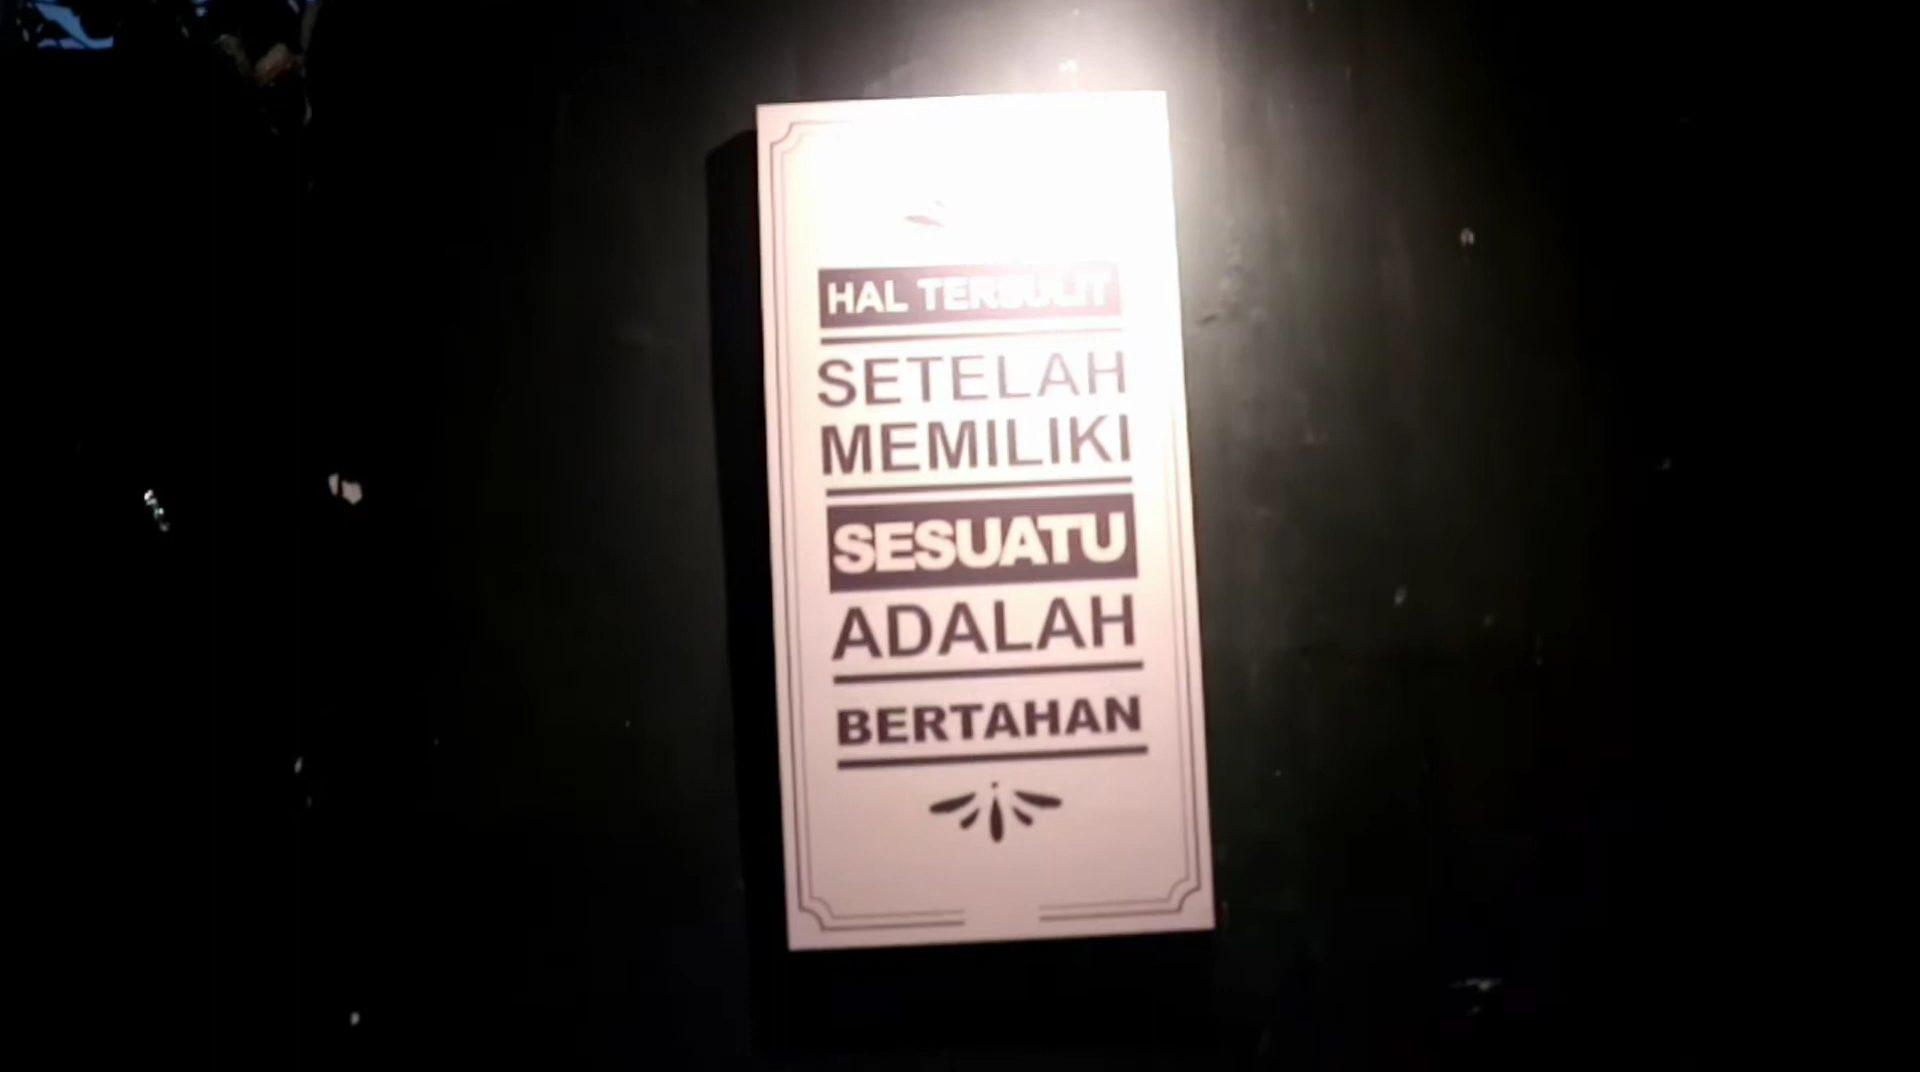 HAL TERSULIT
SETELAH
MEMILIKI
SESUATU
ADALAH
BERTAHAN